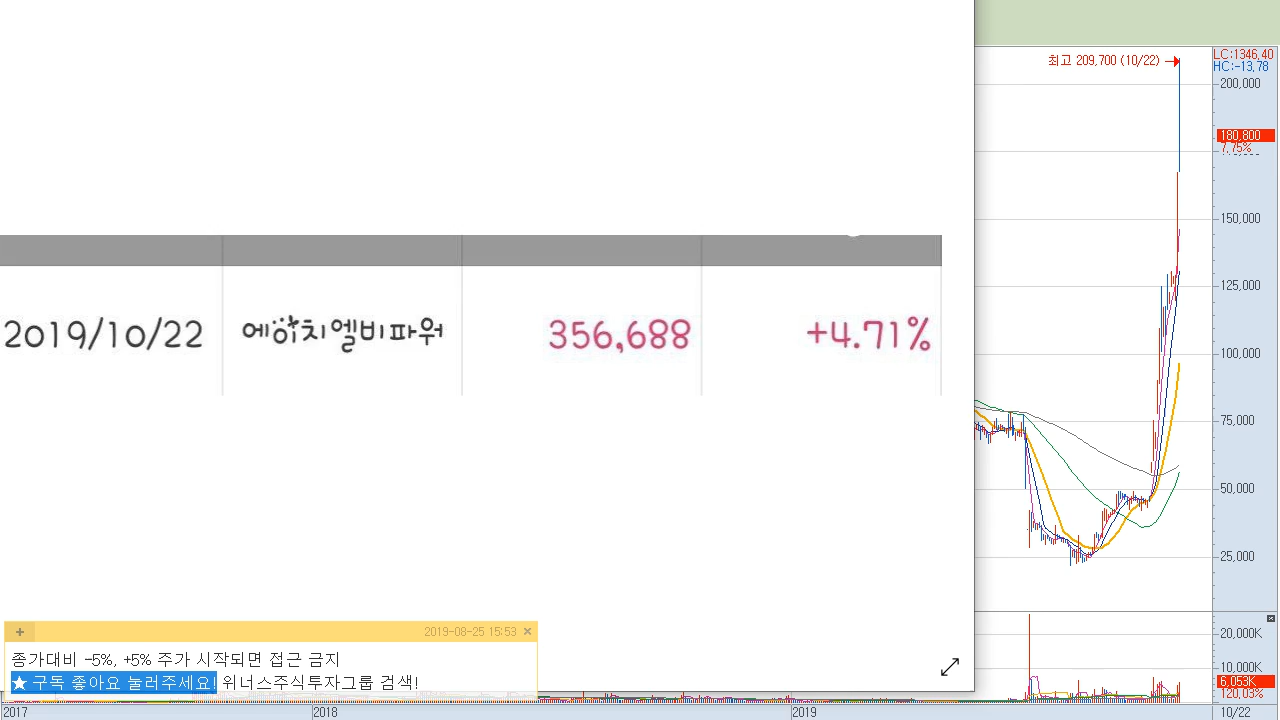 최고 209,700 (10/22)
LC:1346,40
HC:-13,78
200,000
180,800
7,75%
150,000
125,000
100,000
75,000
50,000
25,000
2019/10/22 에이치엘비파워 356,688 +4.71%
2019-08-25 15:53
종가대비 -5%, +5% 주가 시작되면 접근 금지
★ 구독 좋아요 눌러주세요! 위너스주식투자그룹 검색!
20,000K
10,000K
6,053K
2017 2018 2019 10/22